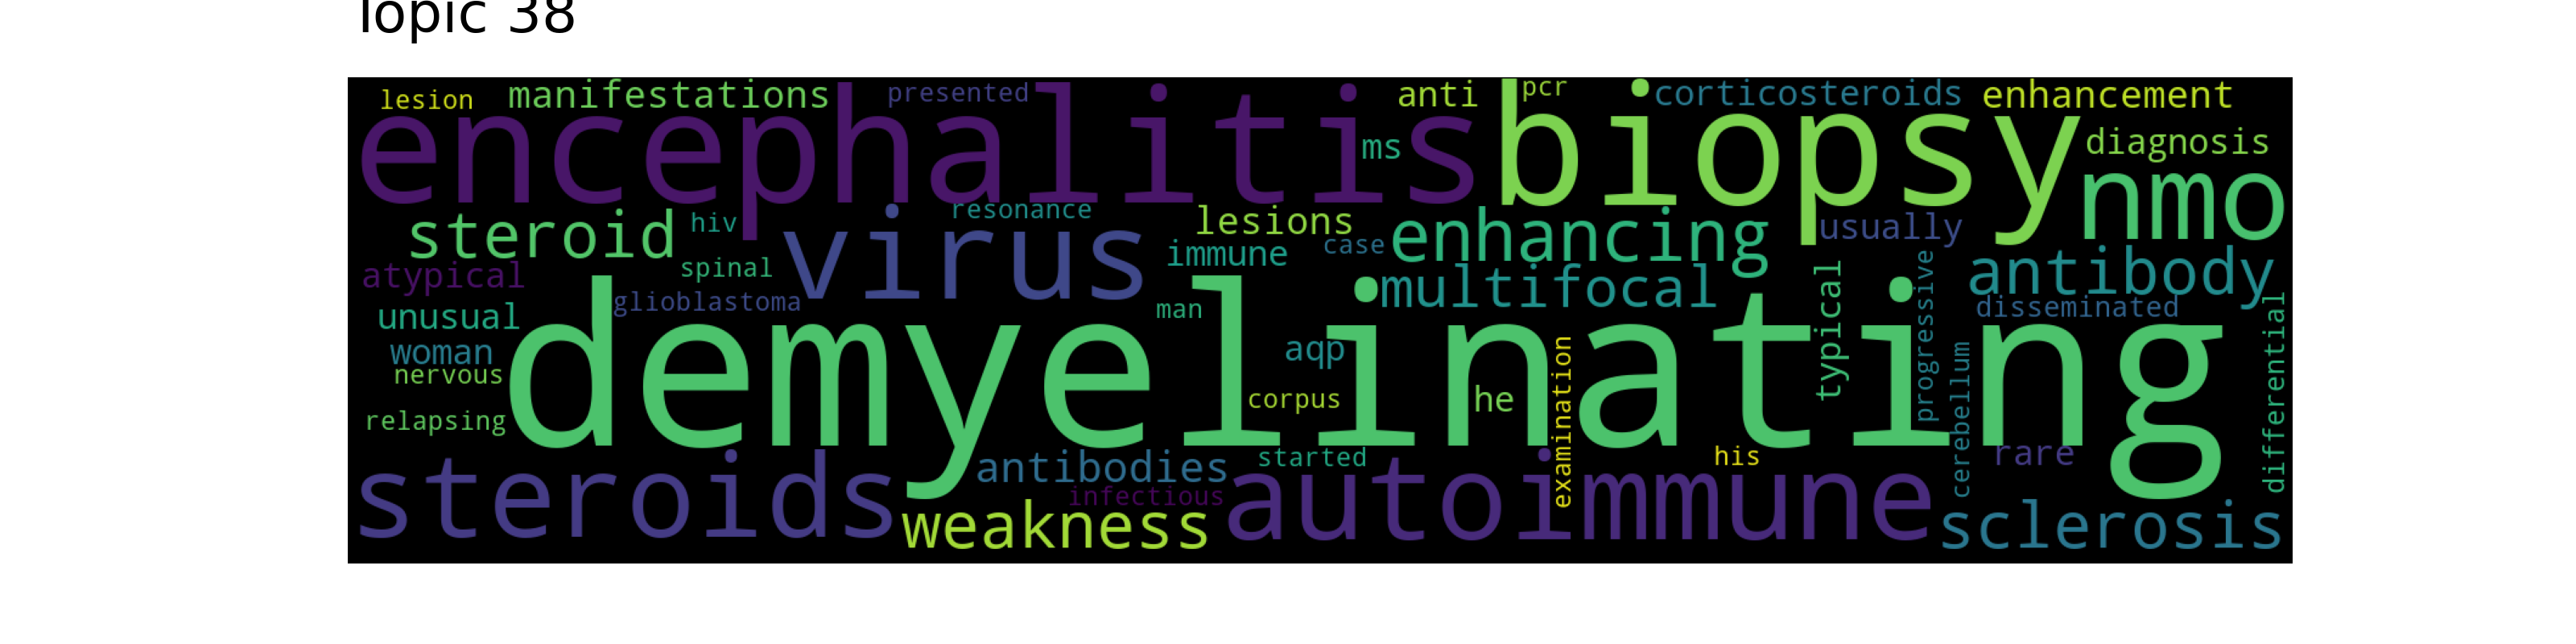 Topic 38
lesion manifestations presented anti pcr corticosteroids enhancement
encephalitis ms biopsy diagnosis
nmo
steroid hiv resonance lesions enhancing usually
virus immune case antibody
atypical spinal multifocal
glioblastoma man disseminated
unusual demyelinating typical progressive differential
woman aqp cerebellum
nervous corpus he examination
relapsing
started his rare
steroids antibodies autoimmune
infectious
weakness sclerosis